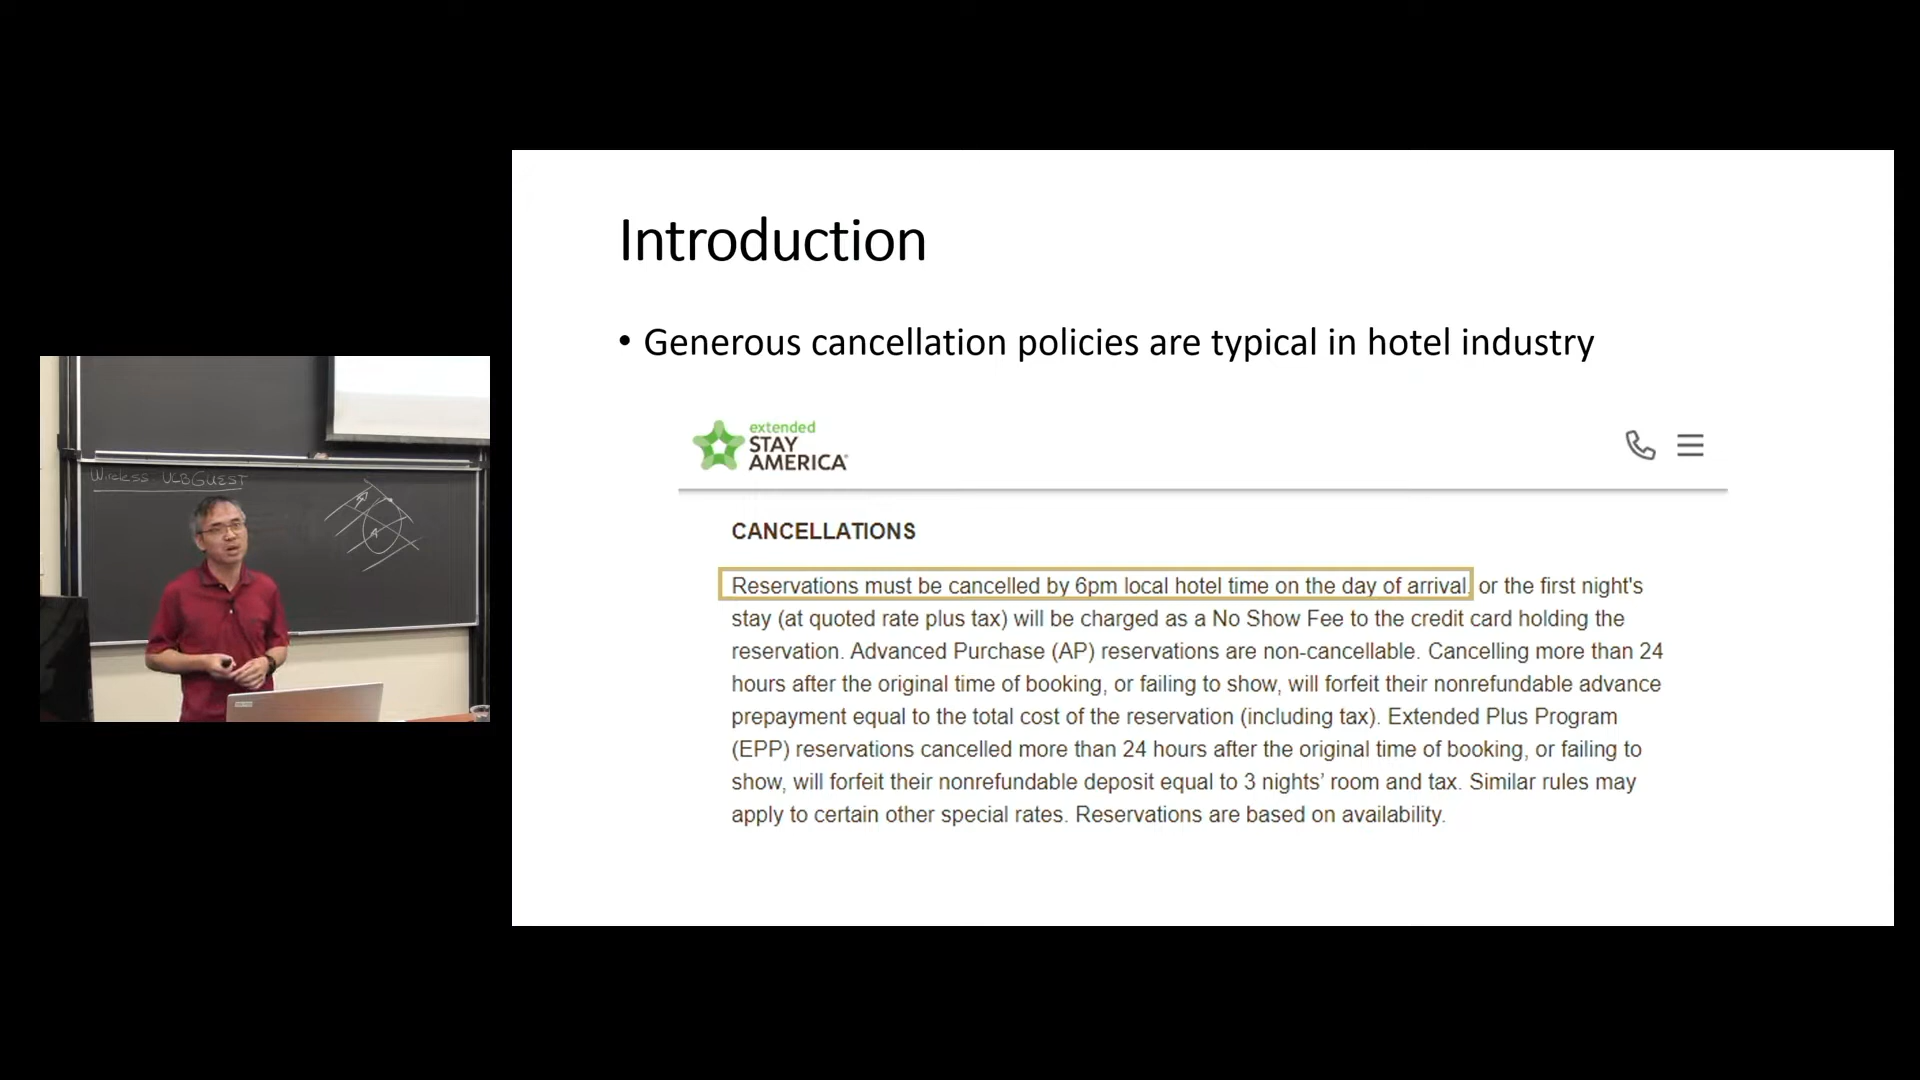 Wireless ULBGUEST
A
Introduction
• Generous cancellation policies are typical in hotel industry
extended
STAY
AMERICA
CANCELLATIONS
Reservations must be cancelled by 6pm local hotel time on the day of arrival, or the first night's
stay (at quoted rate plus tax) will be charged as a No Show Fee to the credit card holding the
reservation. Advanced Purchase (AP) reservations are non-cancellable. Cancelling more than 24
hours after the original time of booking, or failing to show, will forfeit their nonrefundable advance
prepayment equal to the total cost of the reservation (including tax). Extended Plus Program
(EPP) reservations cancelled more than 24 hours after the original time of booking, or failing to
show, will forfeit their nonrefundable deposit equal to 3 nights’ room and tax. Similar rules may
apply to certain other special rates. Reservations are based on availability.